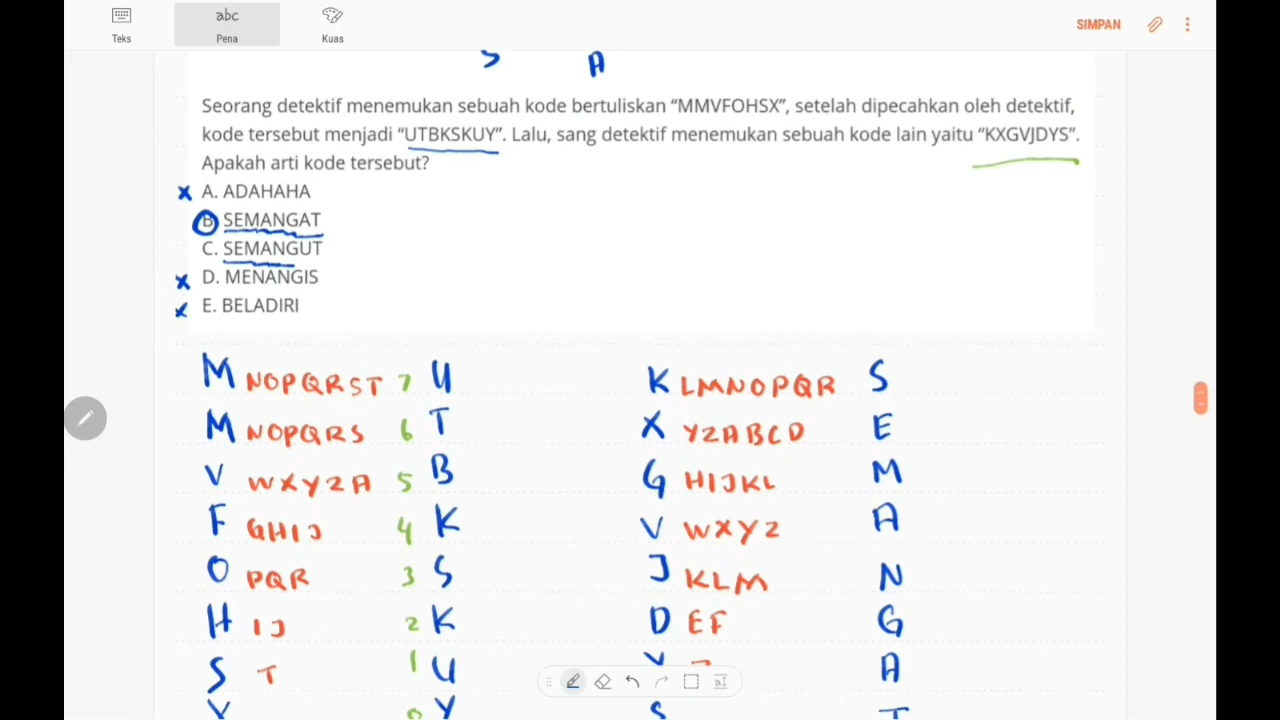 abc
Teks
Pena
Kuas
SIMPAN
S A
Seorang detektif menemukan sebuah kode bertuliskan “MMVFOHSX”, setelah dipecahkan oleh detektif,
kode tersebut menjadi “UTBKSKUY”. Lalu, sang detektif menemukan sebuah kode lain yaitu “KXGVJDYS”.
Apakah arti kode tersebut?
x A. ADAHAHA
B. SEMANGAT
C. SEMANGUT
x D. MENANGIS
x E. BELADIRI
M NOPQRST 7 U K LMNOPQR S
M NOPQRS 6 T X YZABCD E
V WXYZA 5 B G HIJKL M
F GHIJ 4 K V WXYZ A
O PQR 3 S J KLM N
H IJ 2 K D EF G
S T 1 U Y A
X 0 Y S T